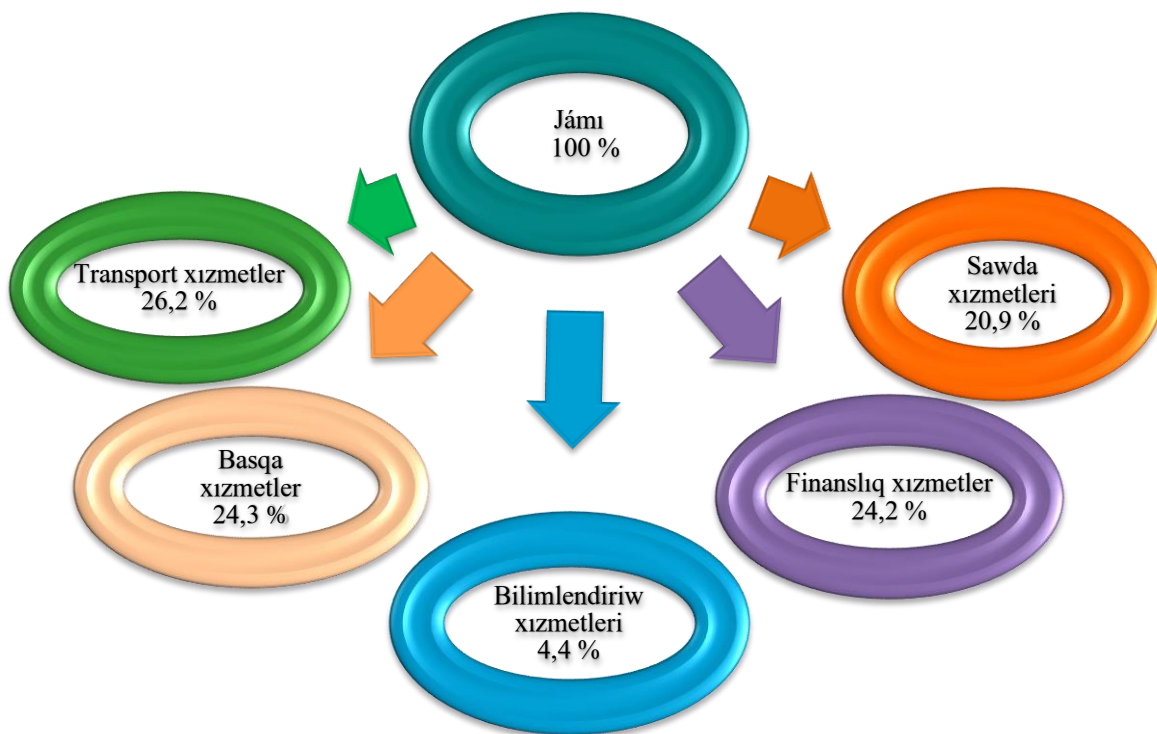 Jámı
100 %
Transport xızmetler
26,2 %
Sawda
xızmetleri
20,9 %
Basqa
xızmetler
24,3 %
Finanslıq xızmetler
24,2 %
Bilimlendiriw
xızmetleri
4,4 %